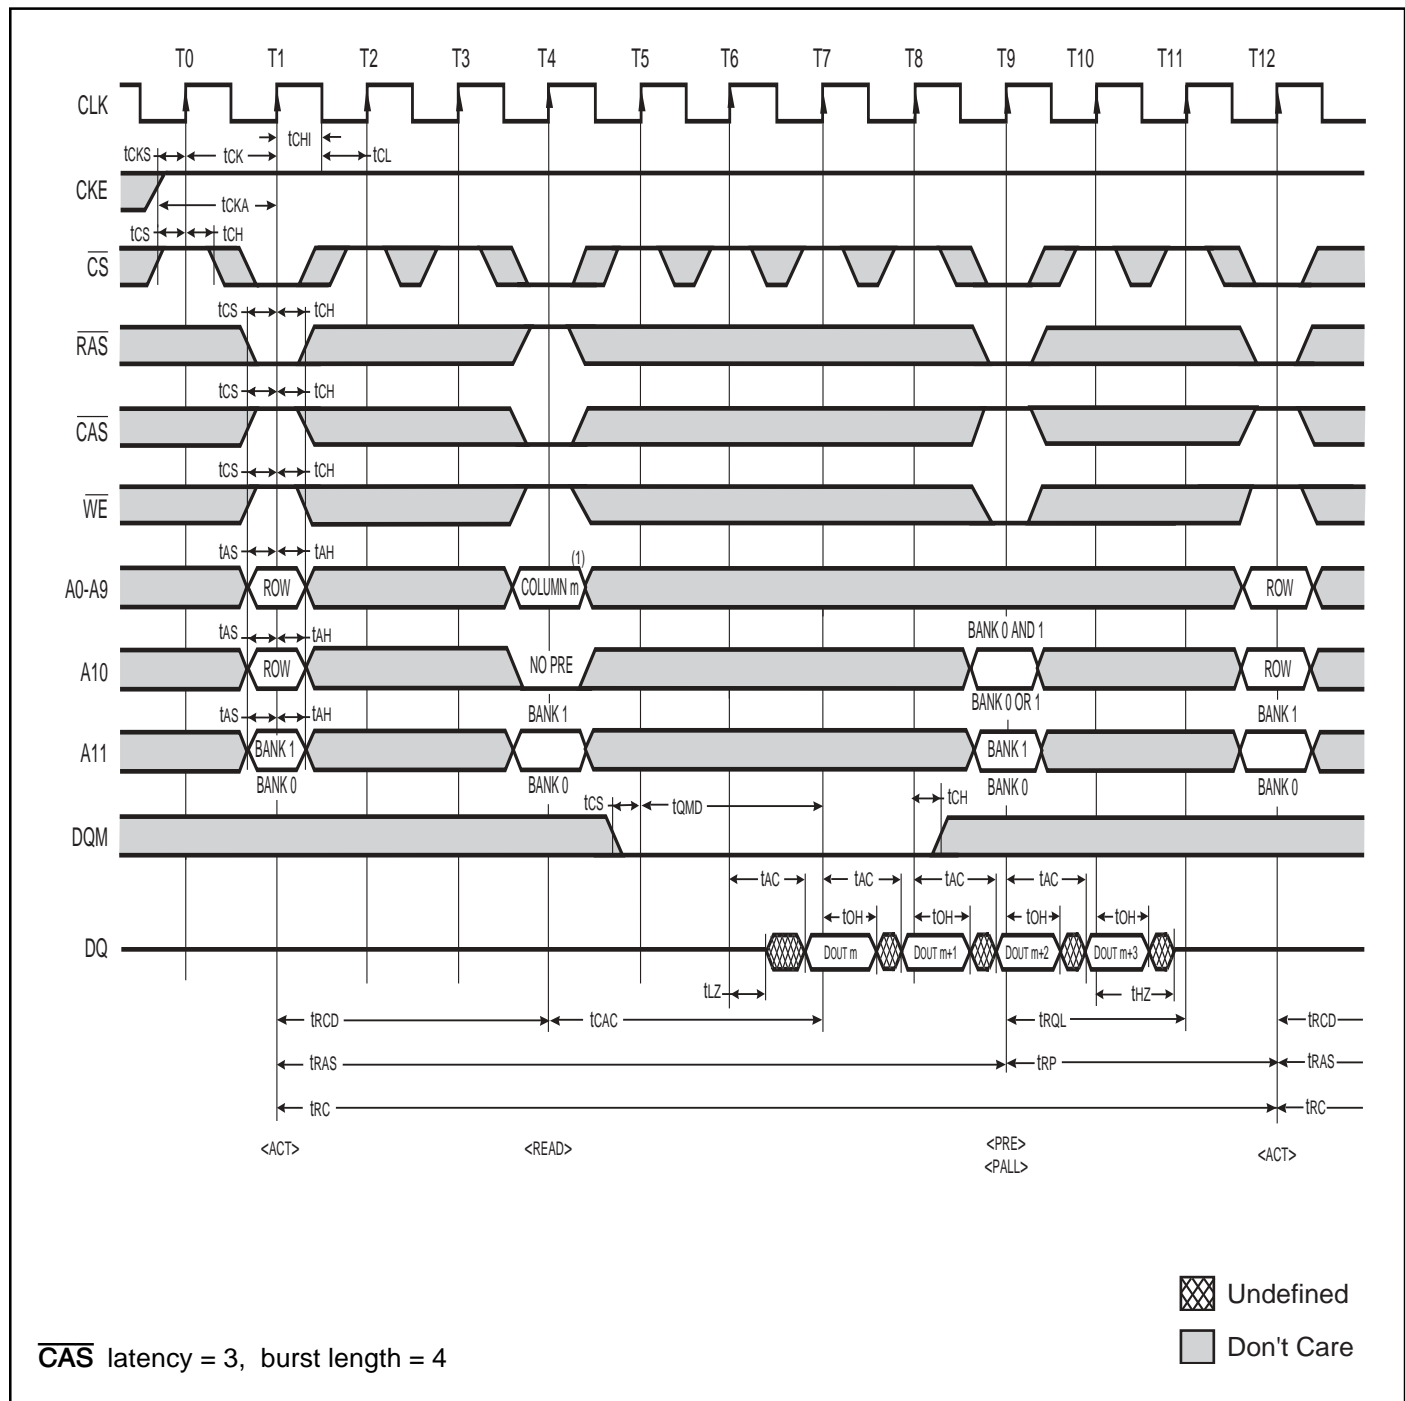 T0 T1 T2 T3 T4 T5 T6 T7 T8 T9 T10 T11 T12
CLK
tCHI
tCKS tCK tCL
CKE
tCKA
tCS tCH
CS
tCS tCH
RAS
tCS tCH
CAS
tCS tCH
WE
tAS tAH (1)
A0-A9 ROW COLUMN m ROW
tAS tAH BANK 0 AND 1
A10 ROW NO PRE ROW
BANK 0 OR 1
tAS tAH BANK 1 BANK 1
A11 BANK 1 BANK 1
BANK 0 BANK 0 BANK 0 BANK 0
tCS tQMD tCH
DQM
tAC tAC tAC tAC
tOH tOH tOH tOH
DQ DOUT m DOUT m+1 DOUT m+2 DOUT m+3
tLZ tHZ
tRCD tCAC tRQL tRCD
tRAS tRP tRAS
tRC tRC
<ACT> <READ> <PRE> <ACT>
<PALL>
Undefined
Don't Care
CAS latency = 3, burst length = 4